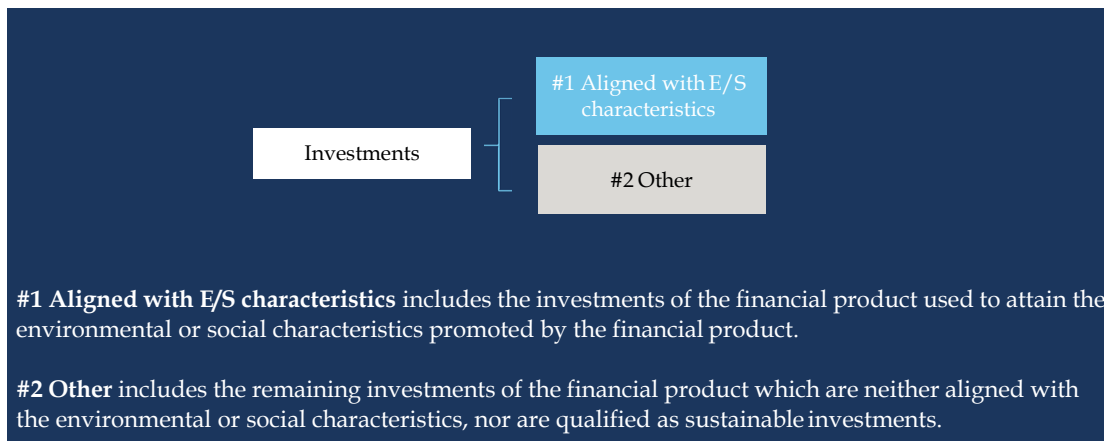 #1 Aligned with E/S
characteristics
Investments
#2 Other
#1 Aligned with E/S characteristics includes the investments of the financial product used to attain the
environmental or social characteristics promoted by the financial product.
#2 Other includes the remaining investments of the financial product which are neither aligned with
the environmental or social characteristics, nor are qualified as sustainable investments.